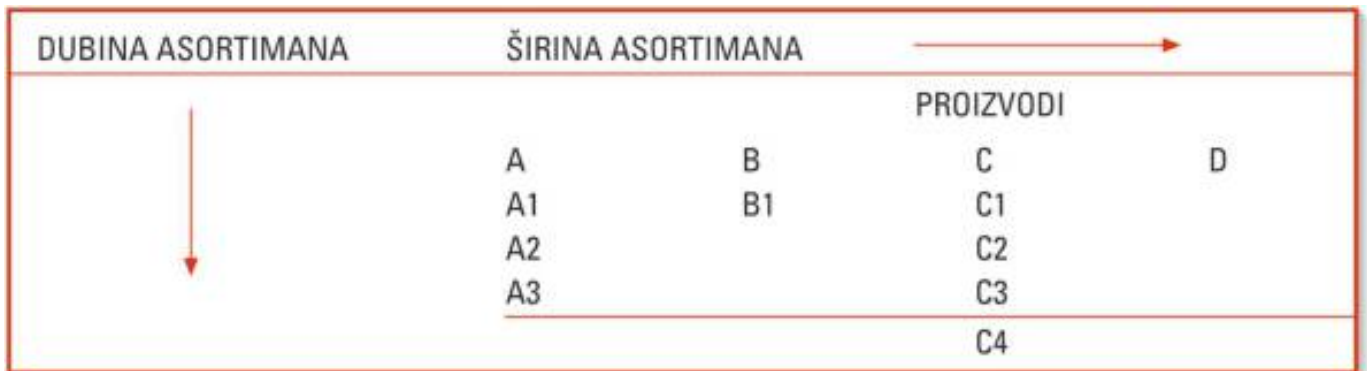 DUBINA ASORTIMANA ŠIRINA ASORTIMANA
PROIZVODI
A B C D
A1 B1 C1
A2 C2
A3 C3
C4